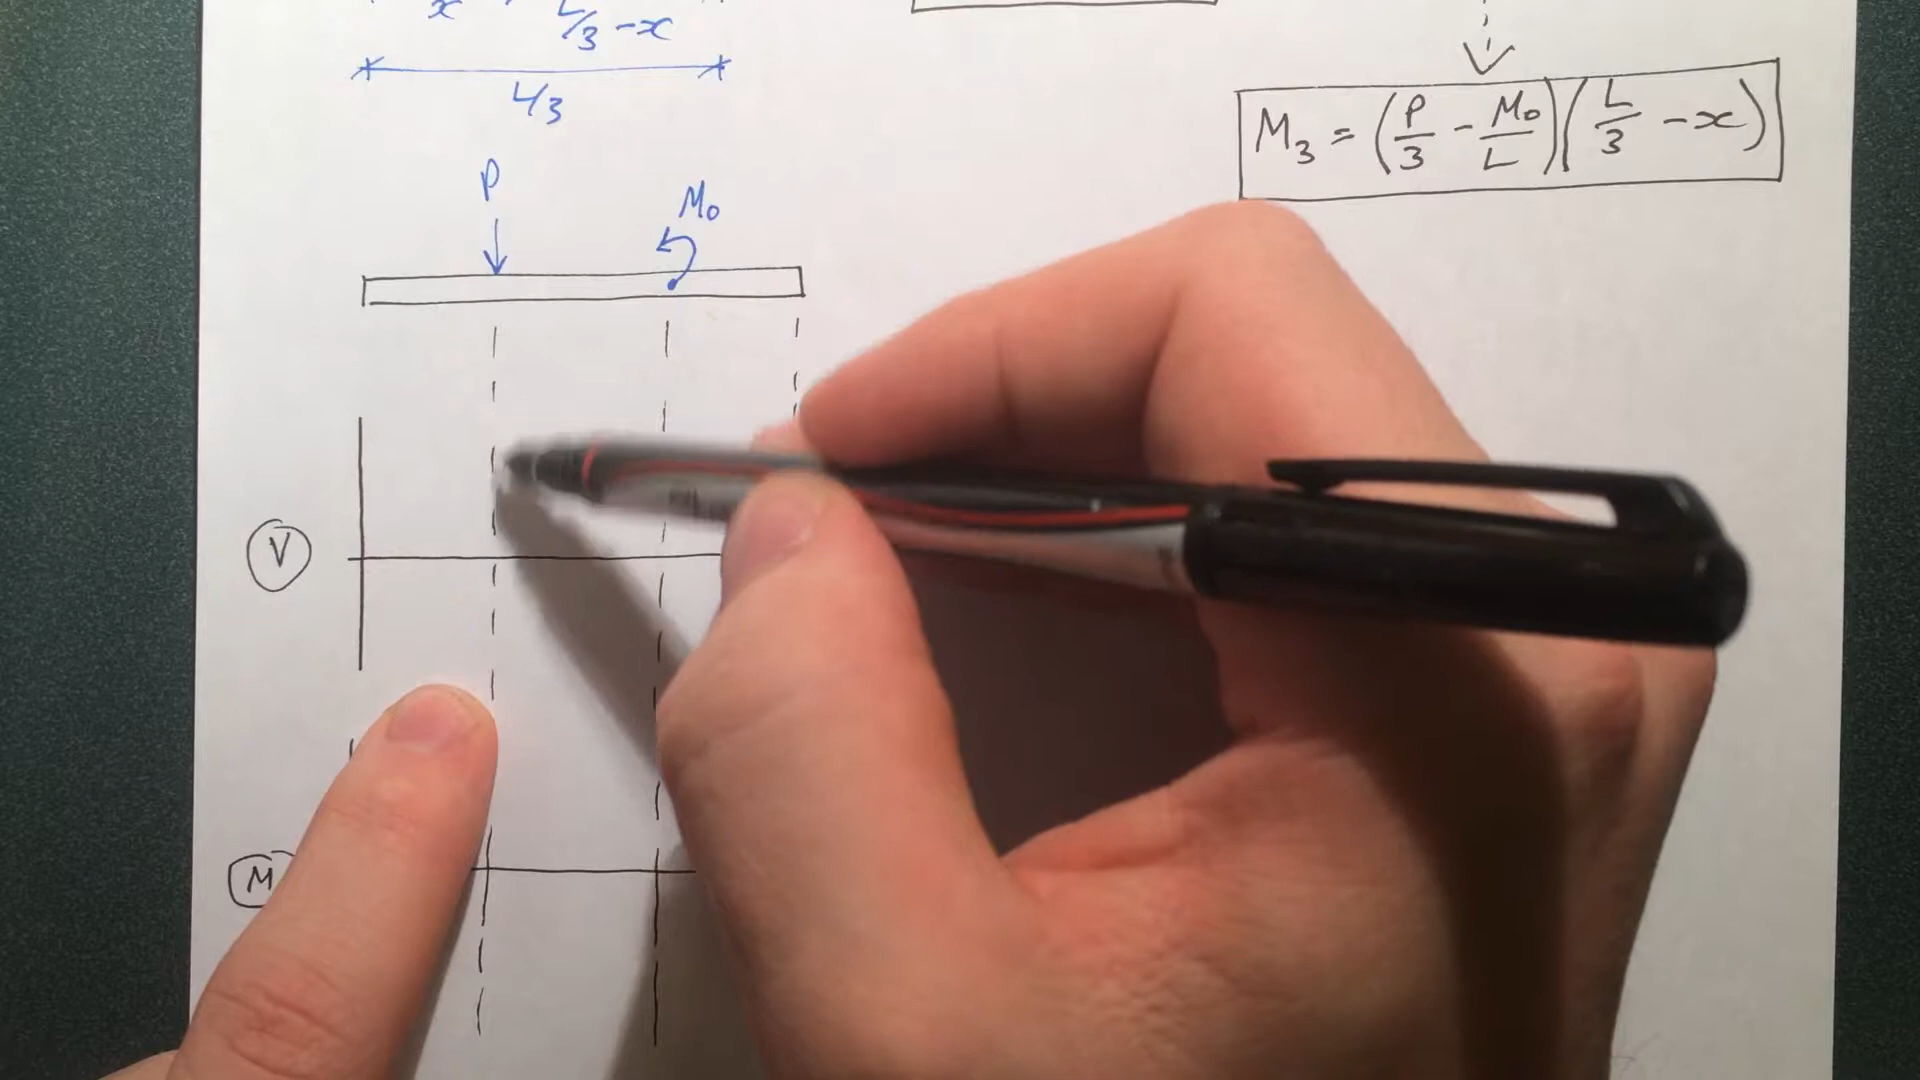 x L/3 - x
L/3
M₃ = (P/3 - M₀/L)(L/3 - x)
P
M₀
V
M